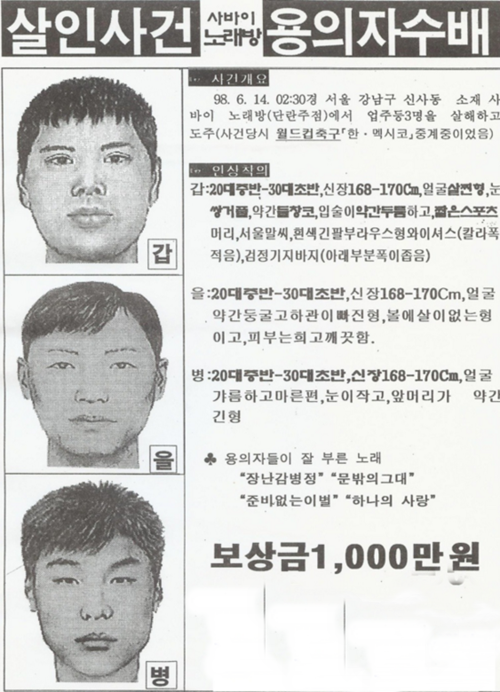 살인사건 사바이 노래방 용의자수배
사건개요
98. 6. 14. 02:30경 서울 강남구 신사동 소재 사
바이 노래방(단란주점)에서 업주등3명을 살해하고
도주(사건당시 월드컵축구「한·멕시코」중계중이었음)
인상착의
갑:20대중반-30대초반,신장168-170Cm,얼굴살찐형,눈
쌍거풀,약간들창코,입술이약간두툼하고,짧은스포츠
머리,서울말씨,흰색긴팔부라우스형와이셔스(칼라폭
적음),검정기지바지(아래부분폭이좁음)
갑
을:20대중반-30대초반,신장168-170Cm,얼굴
약간둥굴고하관이빠진형,볼에살이없는형
이고,피부는희고깨끗함.
병:20대중반-30대초반,신장168-170Cm,얼굴
갸름하고마른편,눈이작고,앞머리가 약간
긴형
을
♣ 용의자들이 잘 부른 노래
"장난감병정" "문밖의그대"
"준비없는이별" "하나의 사랑"
보상금1,000만원
병